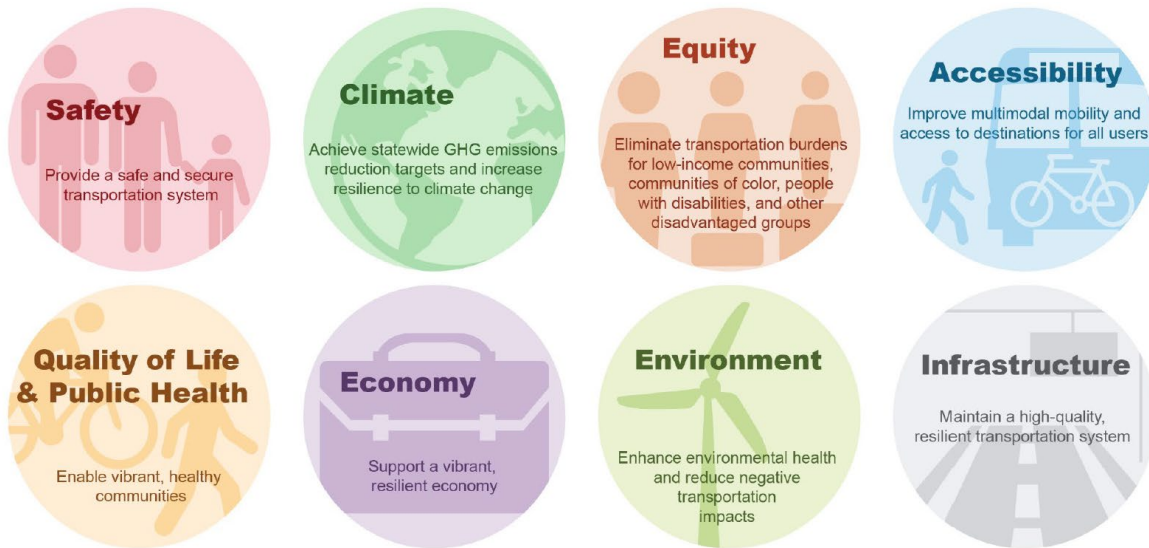 Safety
Provide a safe and secure
transportation system
Climate
Achieve statewide GHG emissions
reduction targets and increase
resilience to climate change
Equity
Eliminate transportation burdens
for low-income communities,
communities of color, people
with disabilities, and other
disadvantaged groups
Accessibility
Improve multimodal mobility and
access to destinations for all users
Quality of Life
& Public Health
Enable vibrant, healthy
communities
Economy
Support a vibrant,
resilient economy
Environment
Enhance environmental health
and reduce negative
transportation
impacts
Infrastructure
Maintain a high-quality,
resilient transportation system